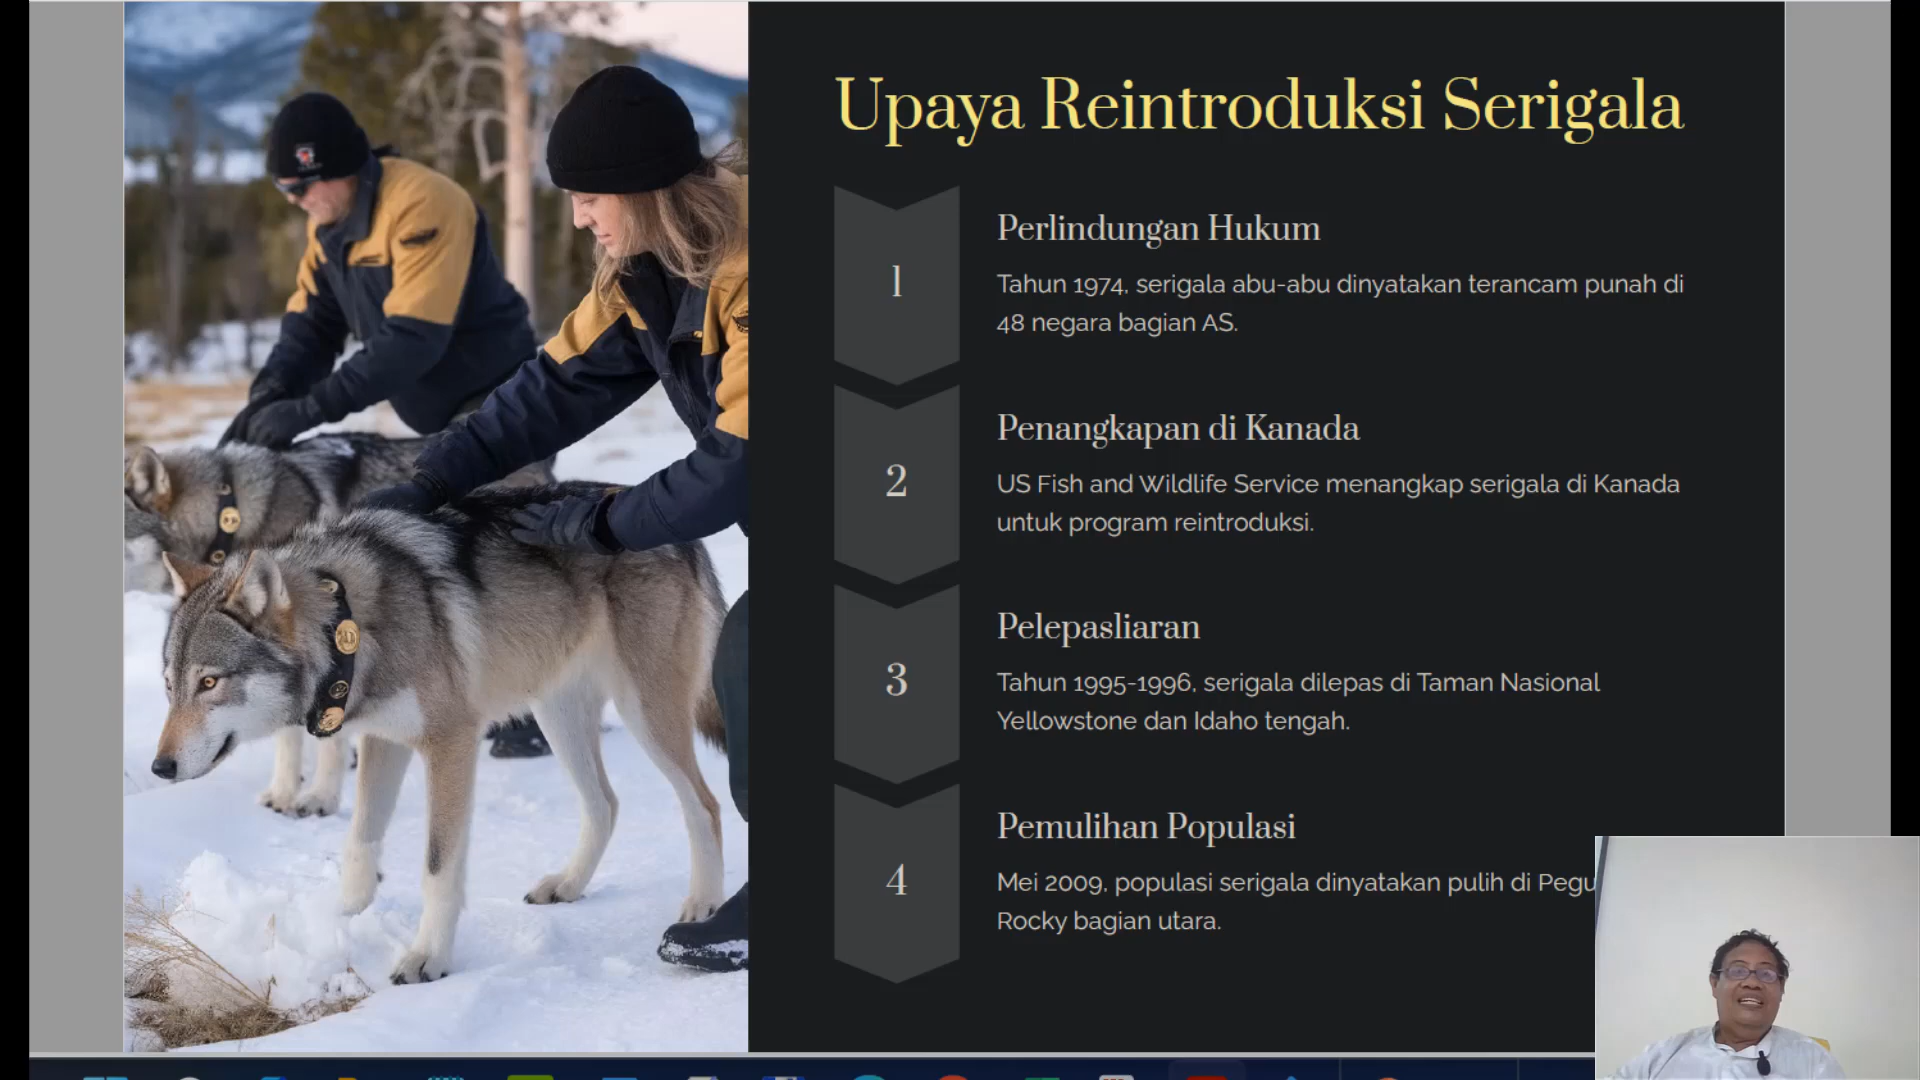 Upaya Reintroduksi Serigala
1
Perlindungan Hukum
Tahun 1974, serigala abu-abu dinyatakan terancam punah di
48 negara bagian AS.
2
Penangkapan di Kanada
US Fish and Wildlife Service menangkap serigala di Kanada
untuk program reintroduksi.
3
Pelepasliaran
Tahun 1995-1996, serigala dilepas di Taman Nasional
Yellowstone dan Idaho tengah.
4
Pemulihan Populasi
Mei 2009, populasi serigala dinyatakan pulih di Pegu
Rocky bagian utara.